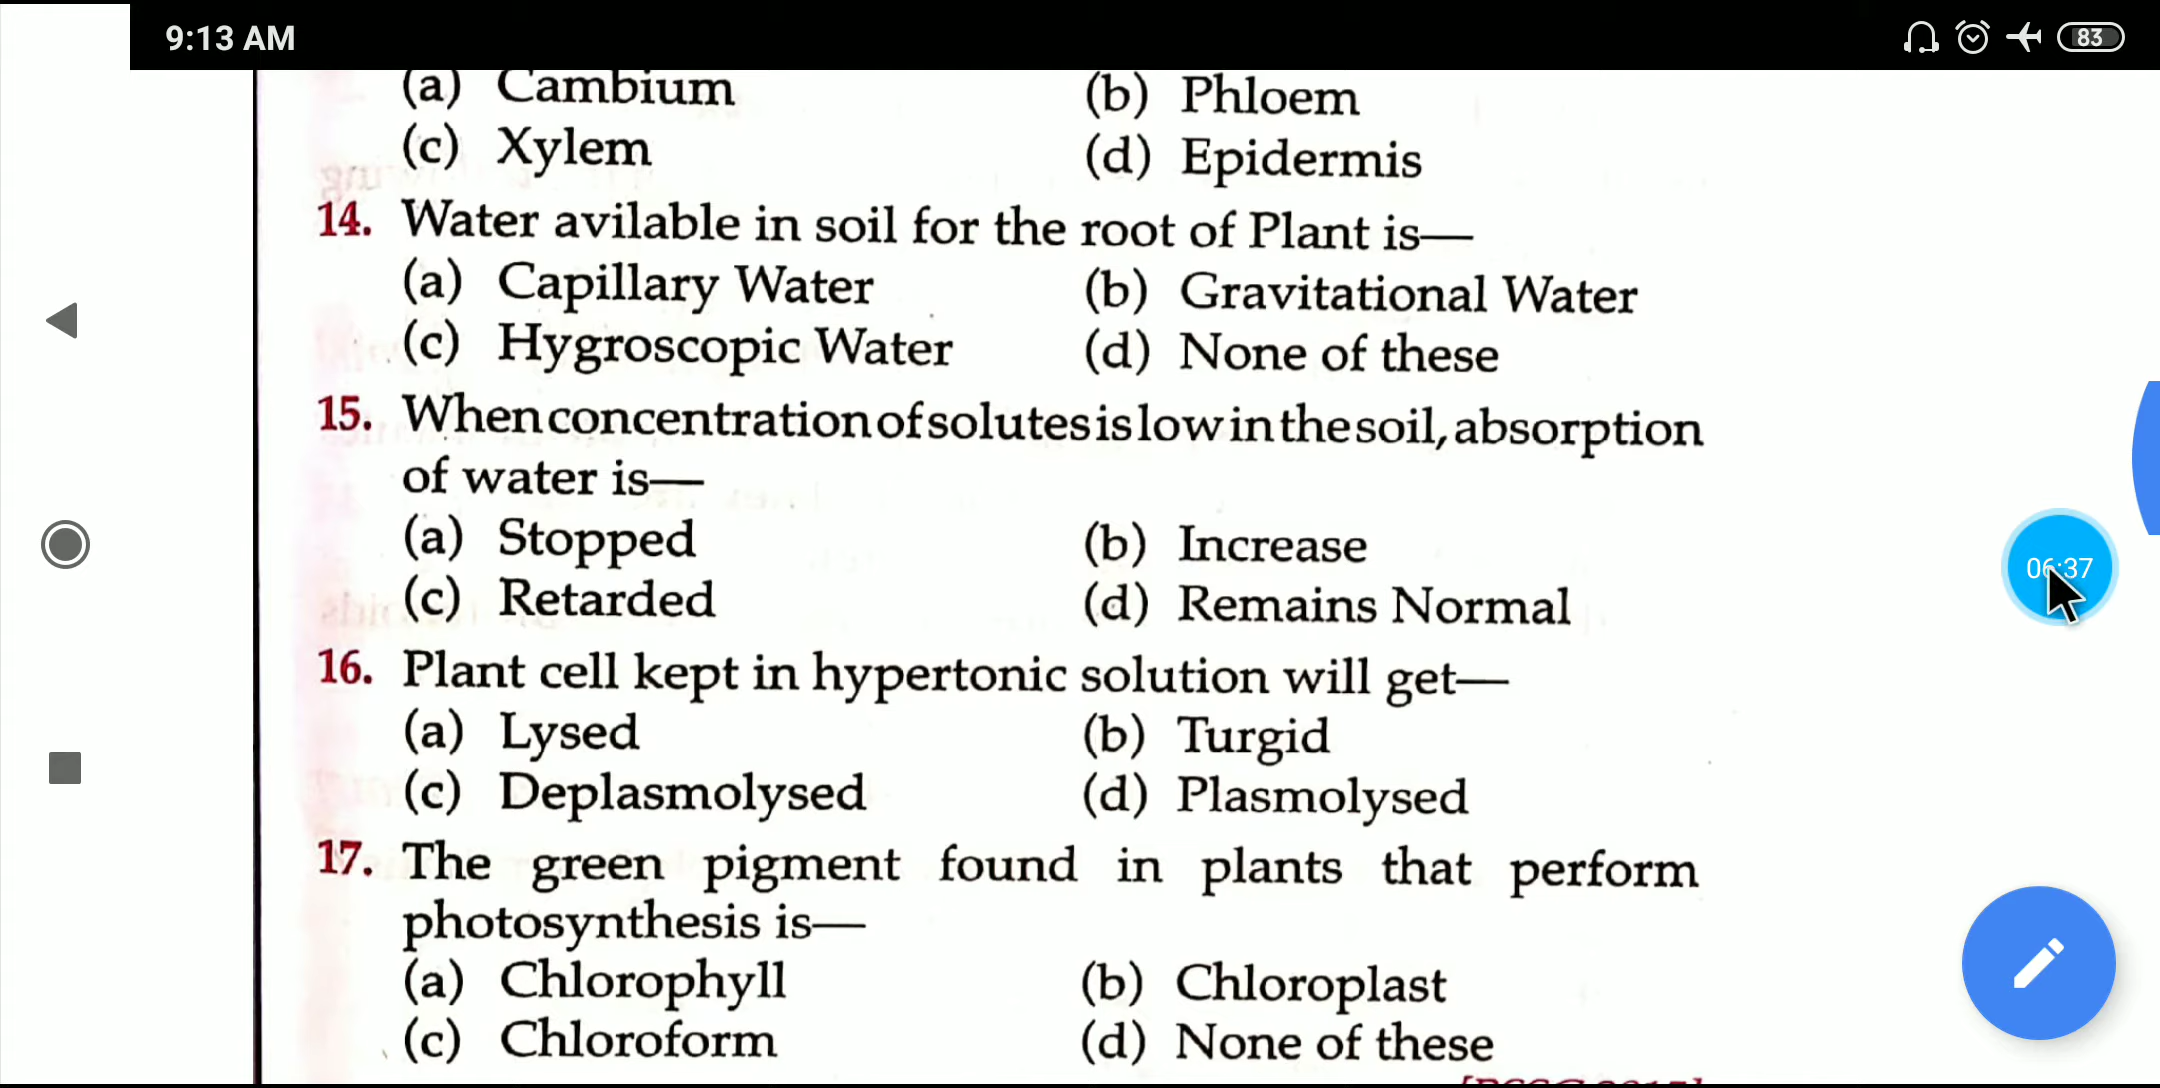 9:13 AM
83
(a) Cambium (b) Phloem
(c) Xylem (d) Epidermis
14. Water avilable in soil for the root of Plant is—
(a) Capillary Water (b) Gravitational Water
(c) Hygroscopic Water (d) None of these
15. When concentration of solutes is low in the soil, absorption
of water is—
(a) Stopped (b) Increase
(c) Retarded (d) Remains Normal
06:37
16. Plant cell kept in hypertonic solution will get—
(a) Lysed (b) Turgid
(c) Deplasmolysed (d) Plasmolysed
17. The green pigment found in plants that perform
photosynthesis is—
(a) Chlorophyll (b) Chloroplast
(c) Chloroform (d) None of these